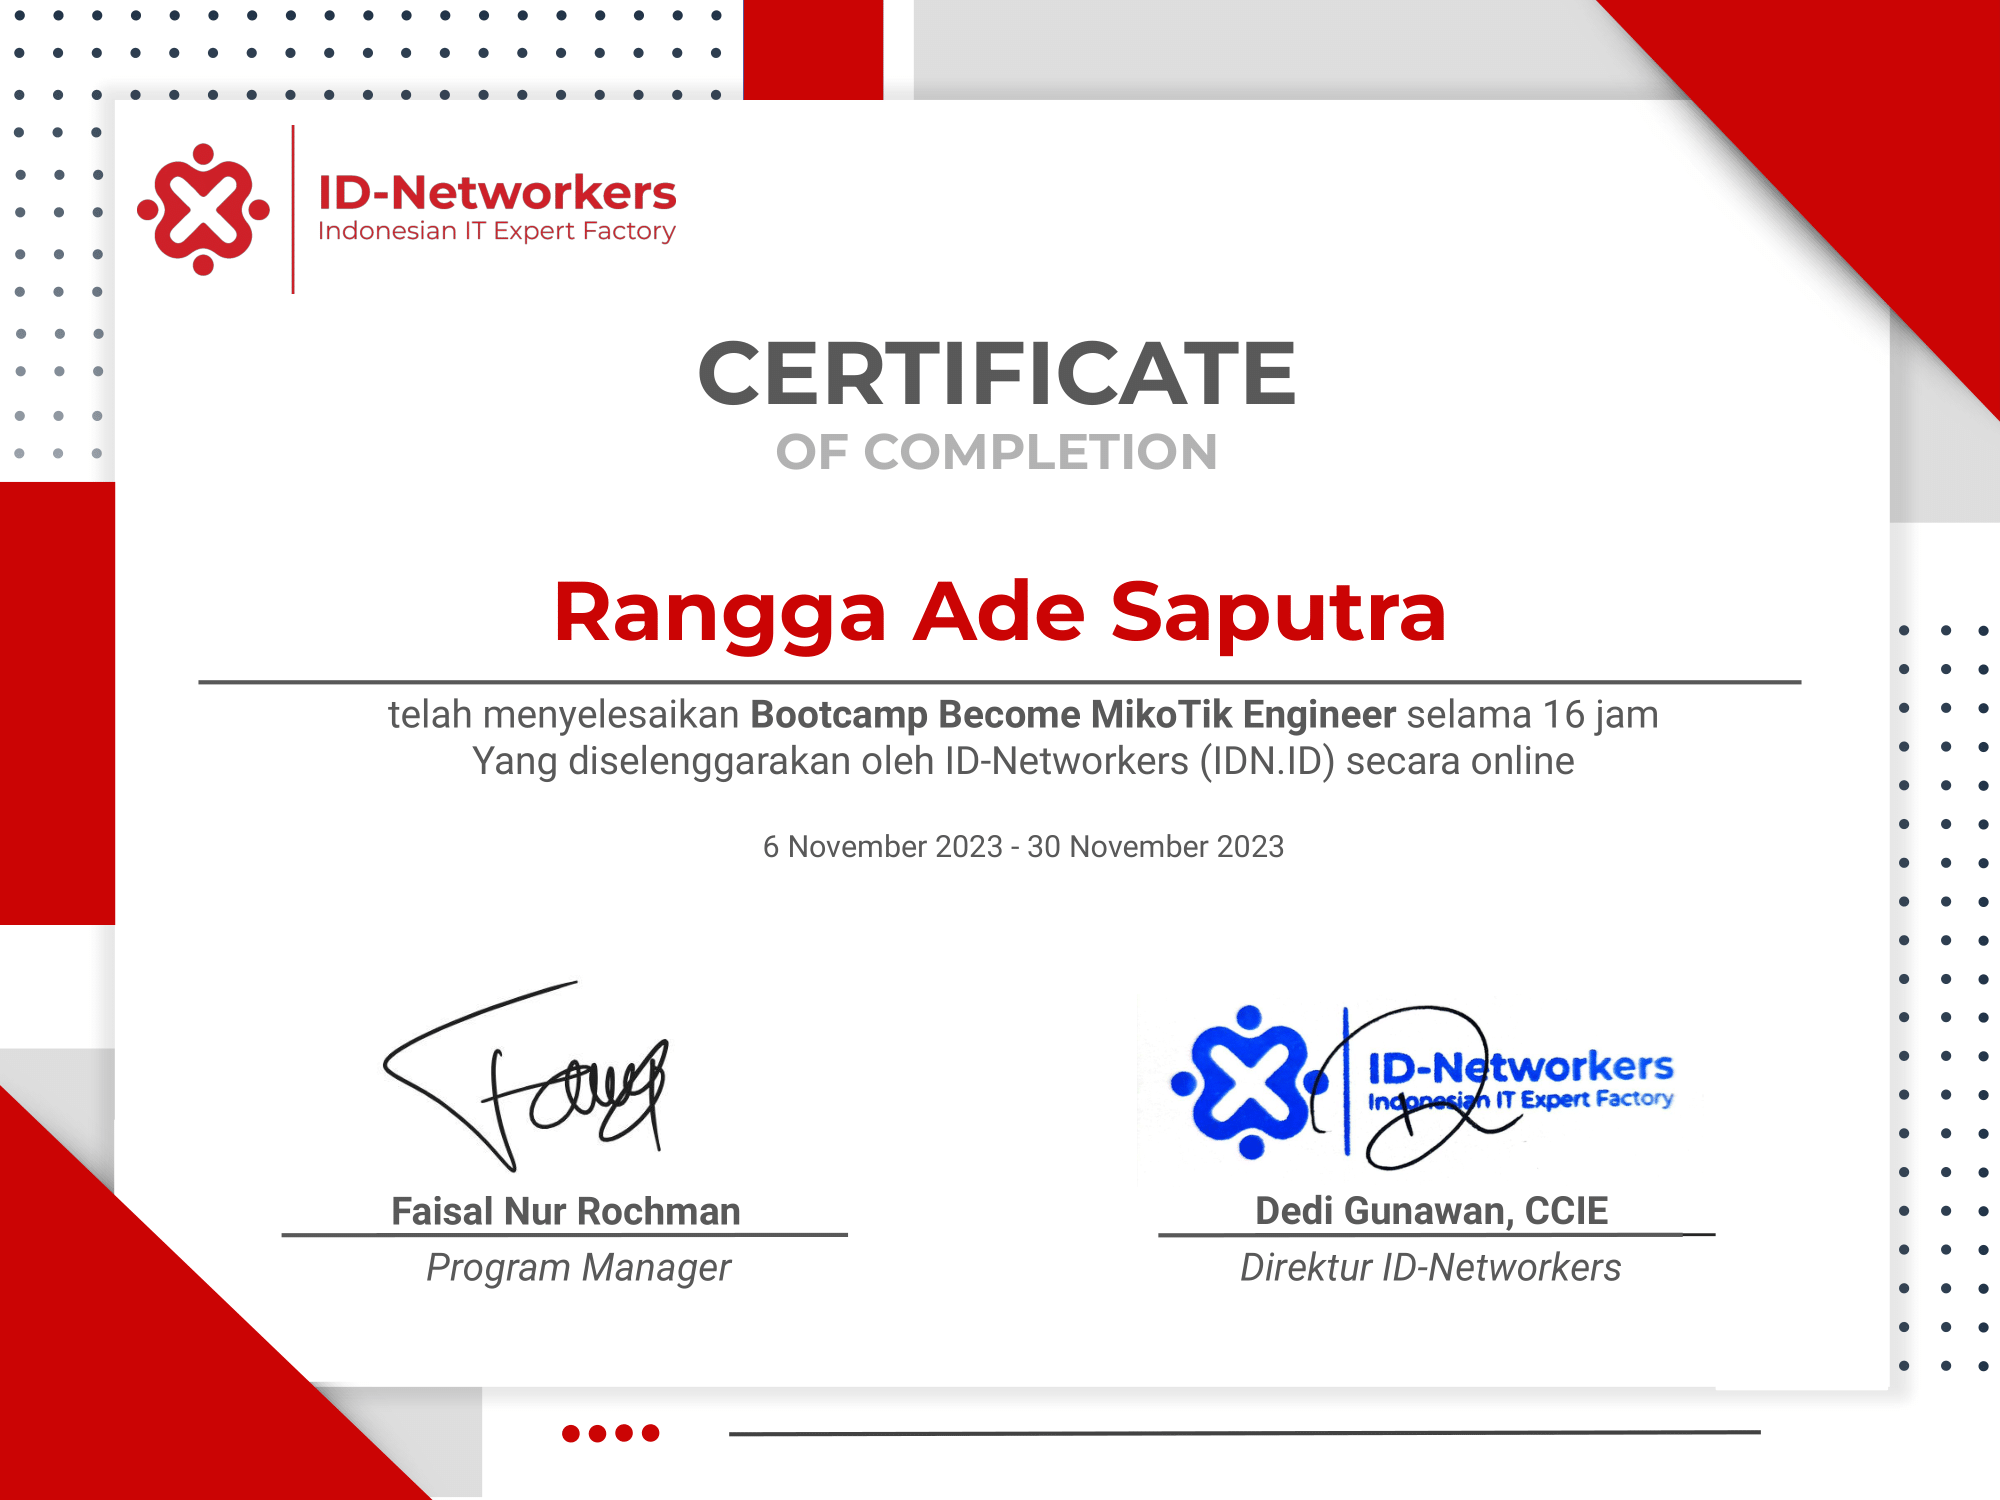 ID-Networkers
Indonesian IT Expert Factory
CERTIFICATE
OF COMPLETION
Rangga Ade Saputra
telah menyelesaikan Bootcamp Become MikoTik Engineer selama 16 jam
Yang diselenggarakan oleh ID-Networkers (IDN.ID) secara online
6 November 2023 - 30 November 2023
ID-Networkers
Indonesian IT Expert Factory
Faisal Nur Rochman
Program Manager
Dedi Gunawan, CCIE
Direktur ID-Networkers